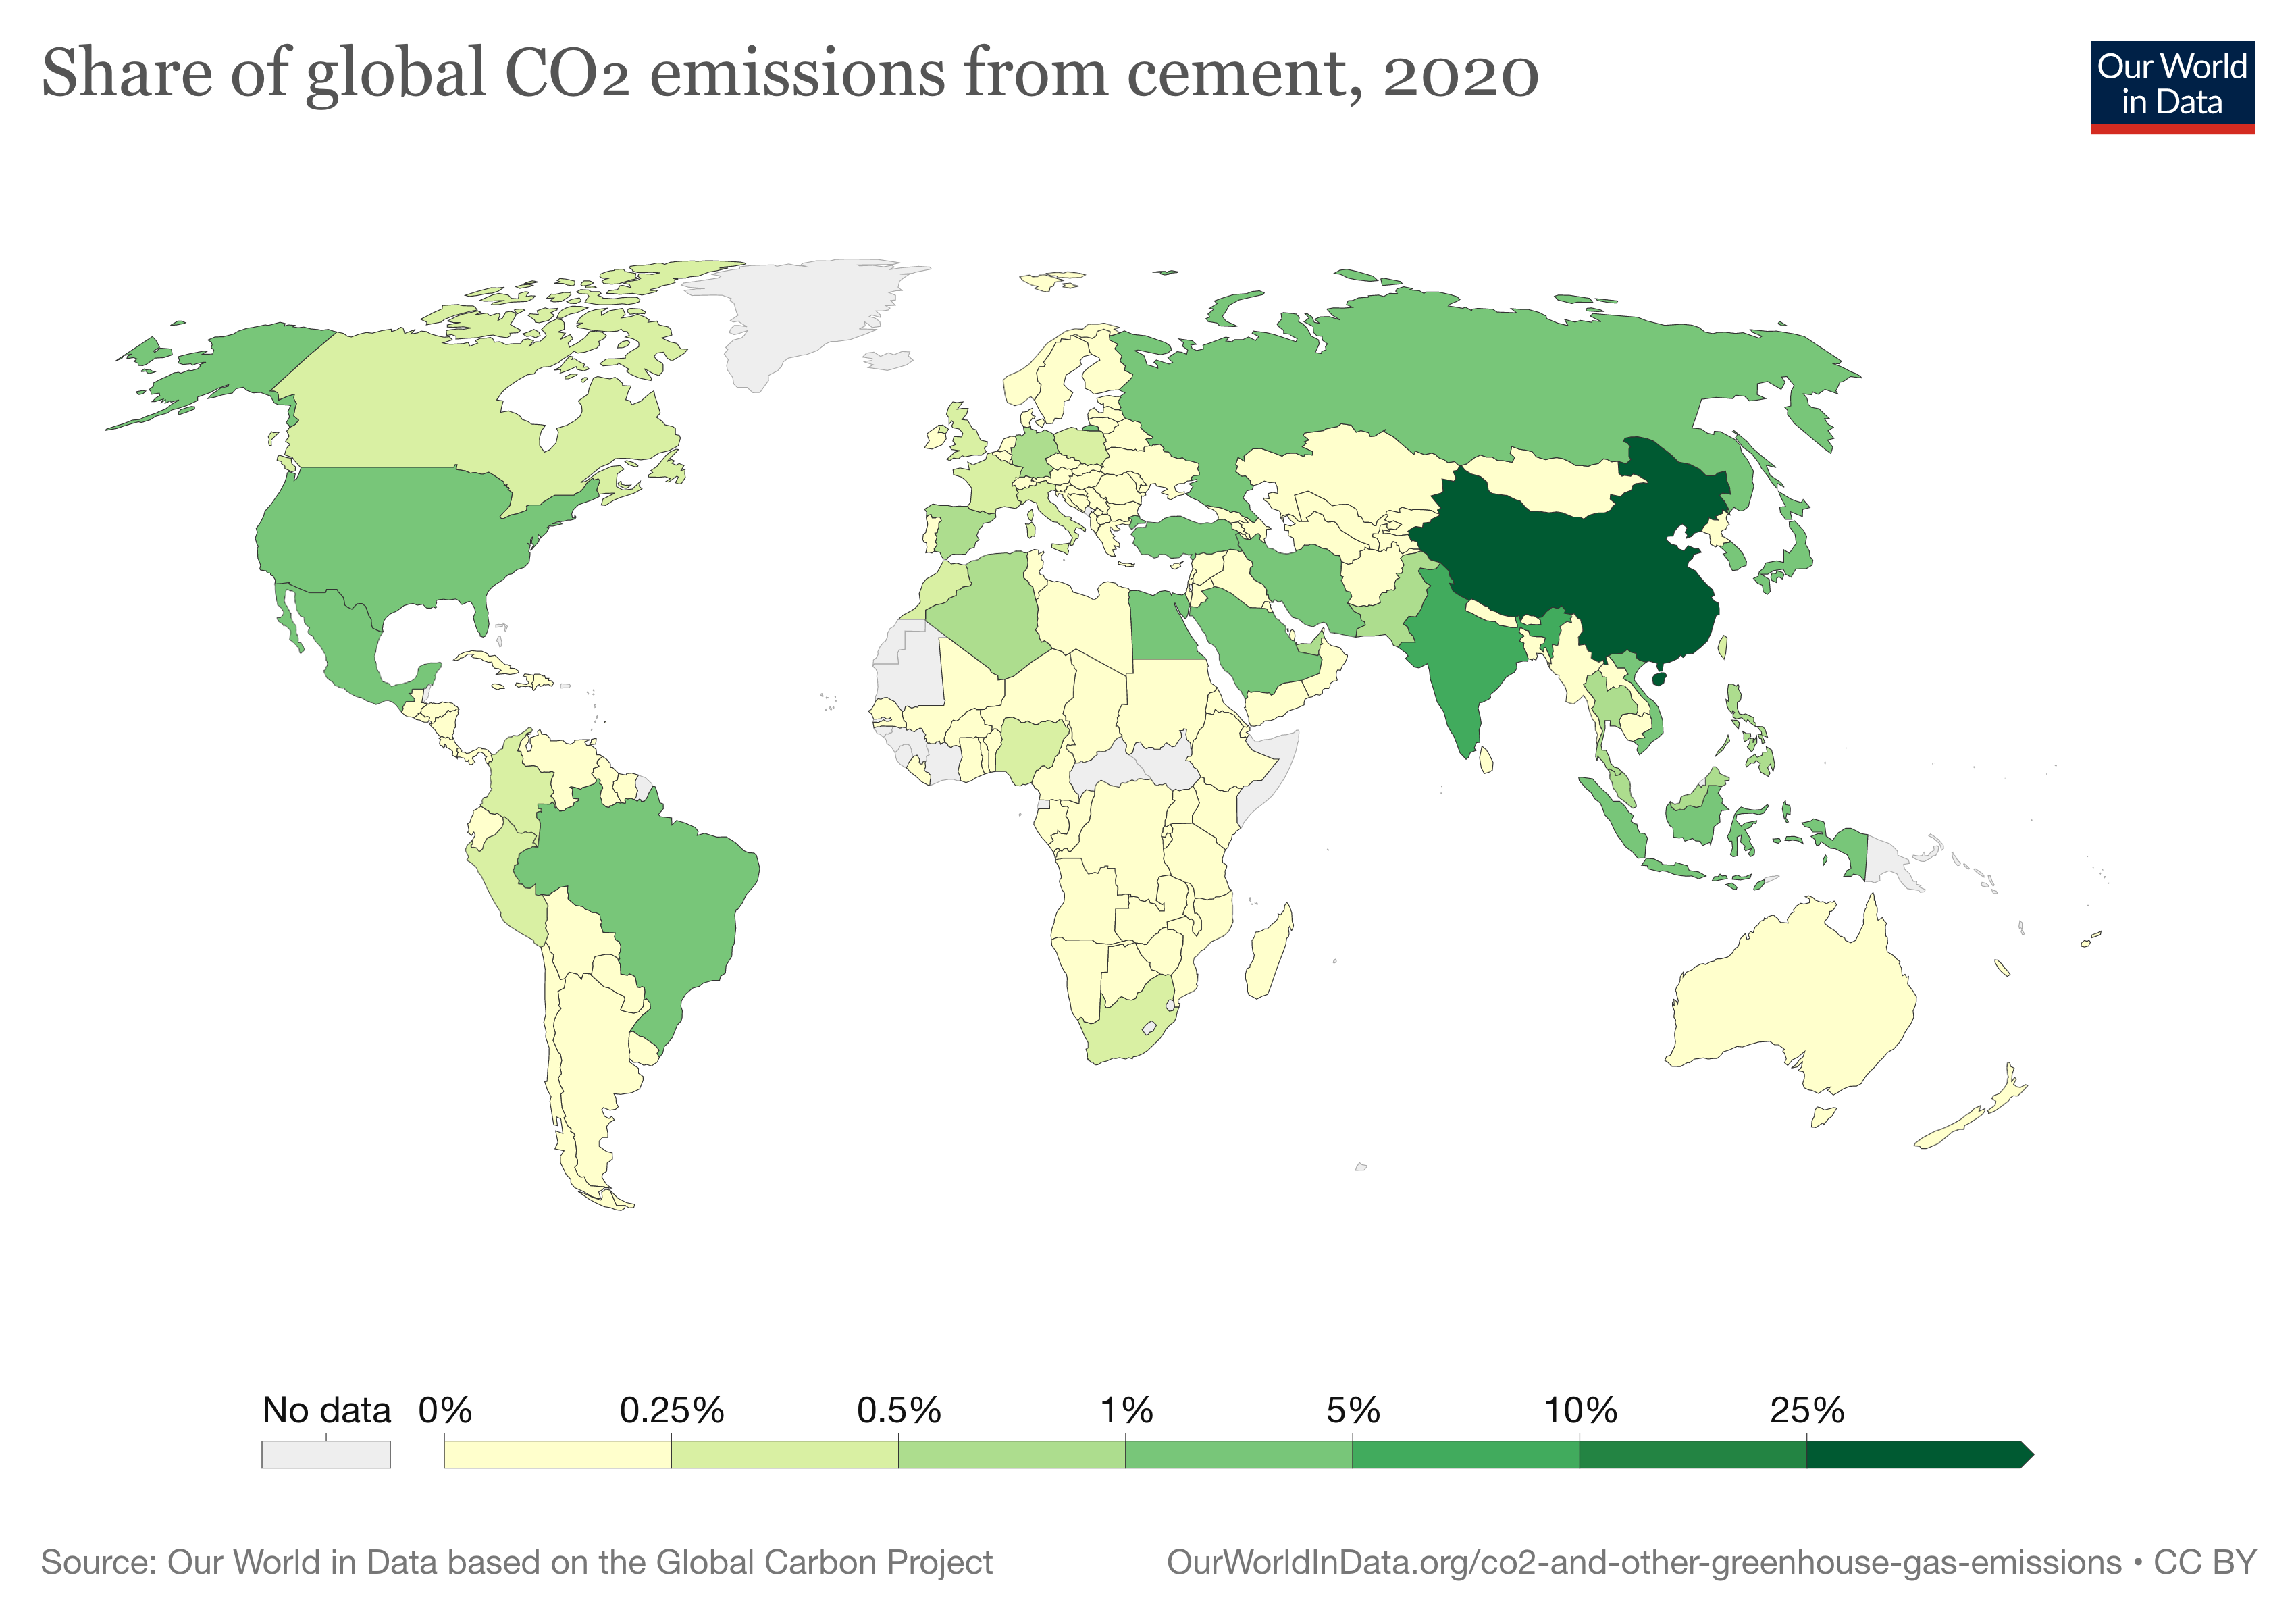 Share of global CO2 emissions from cement, 2020
Our World
in Data
No data 0% 0.25% 0.5% 1% 5% 10% 25%
Source: Our World in Data based on the Global Carbon Project
OurWorldInData.org/co2-and-other-greenhouse-gas-emissions • CC BY